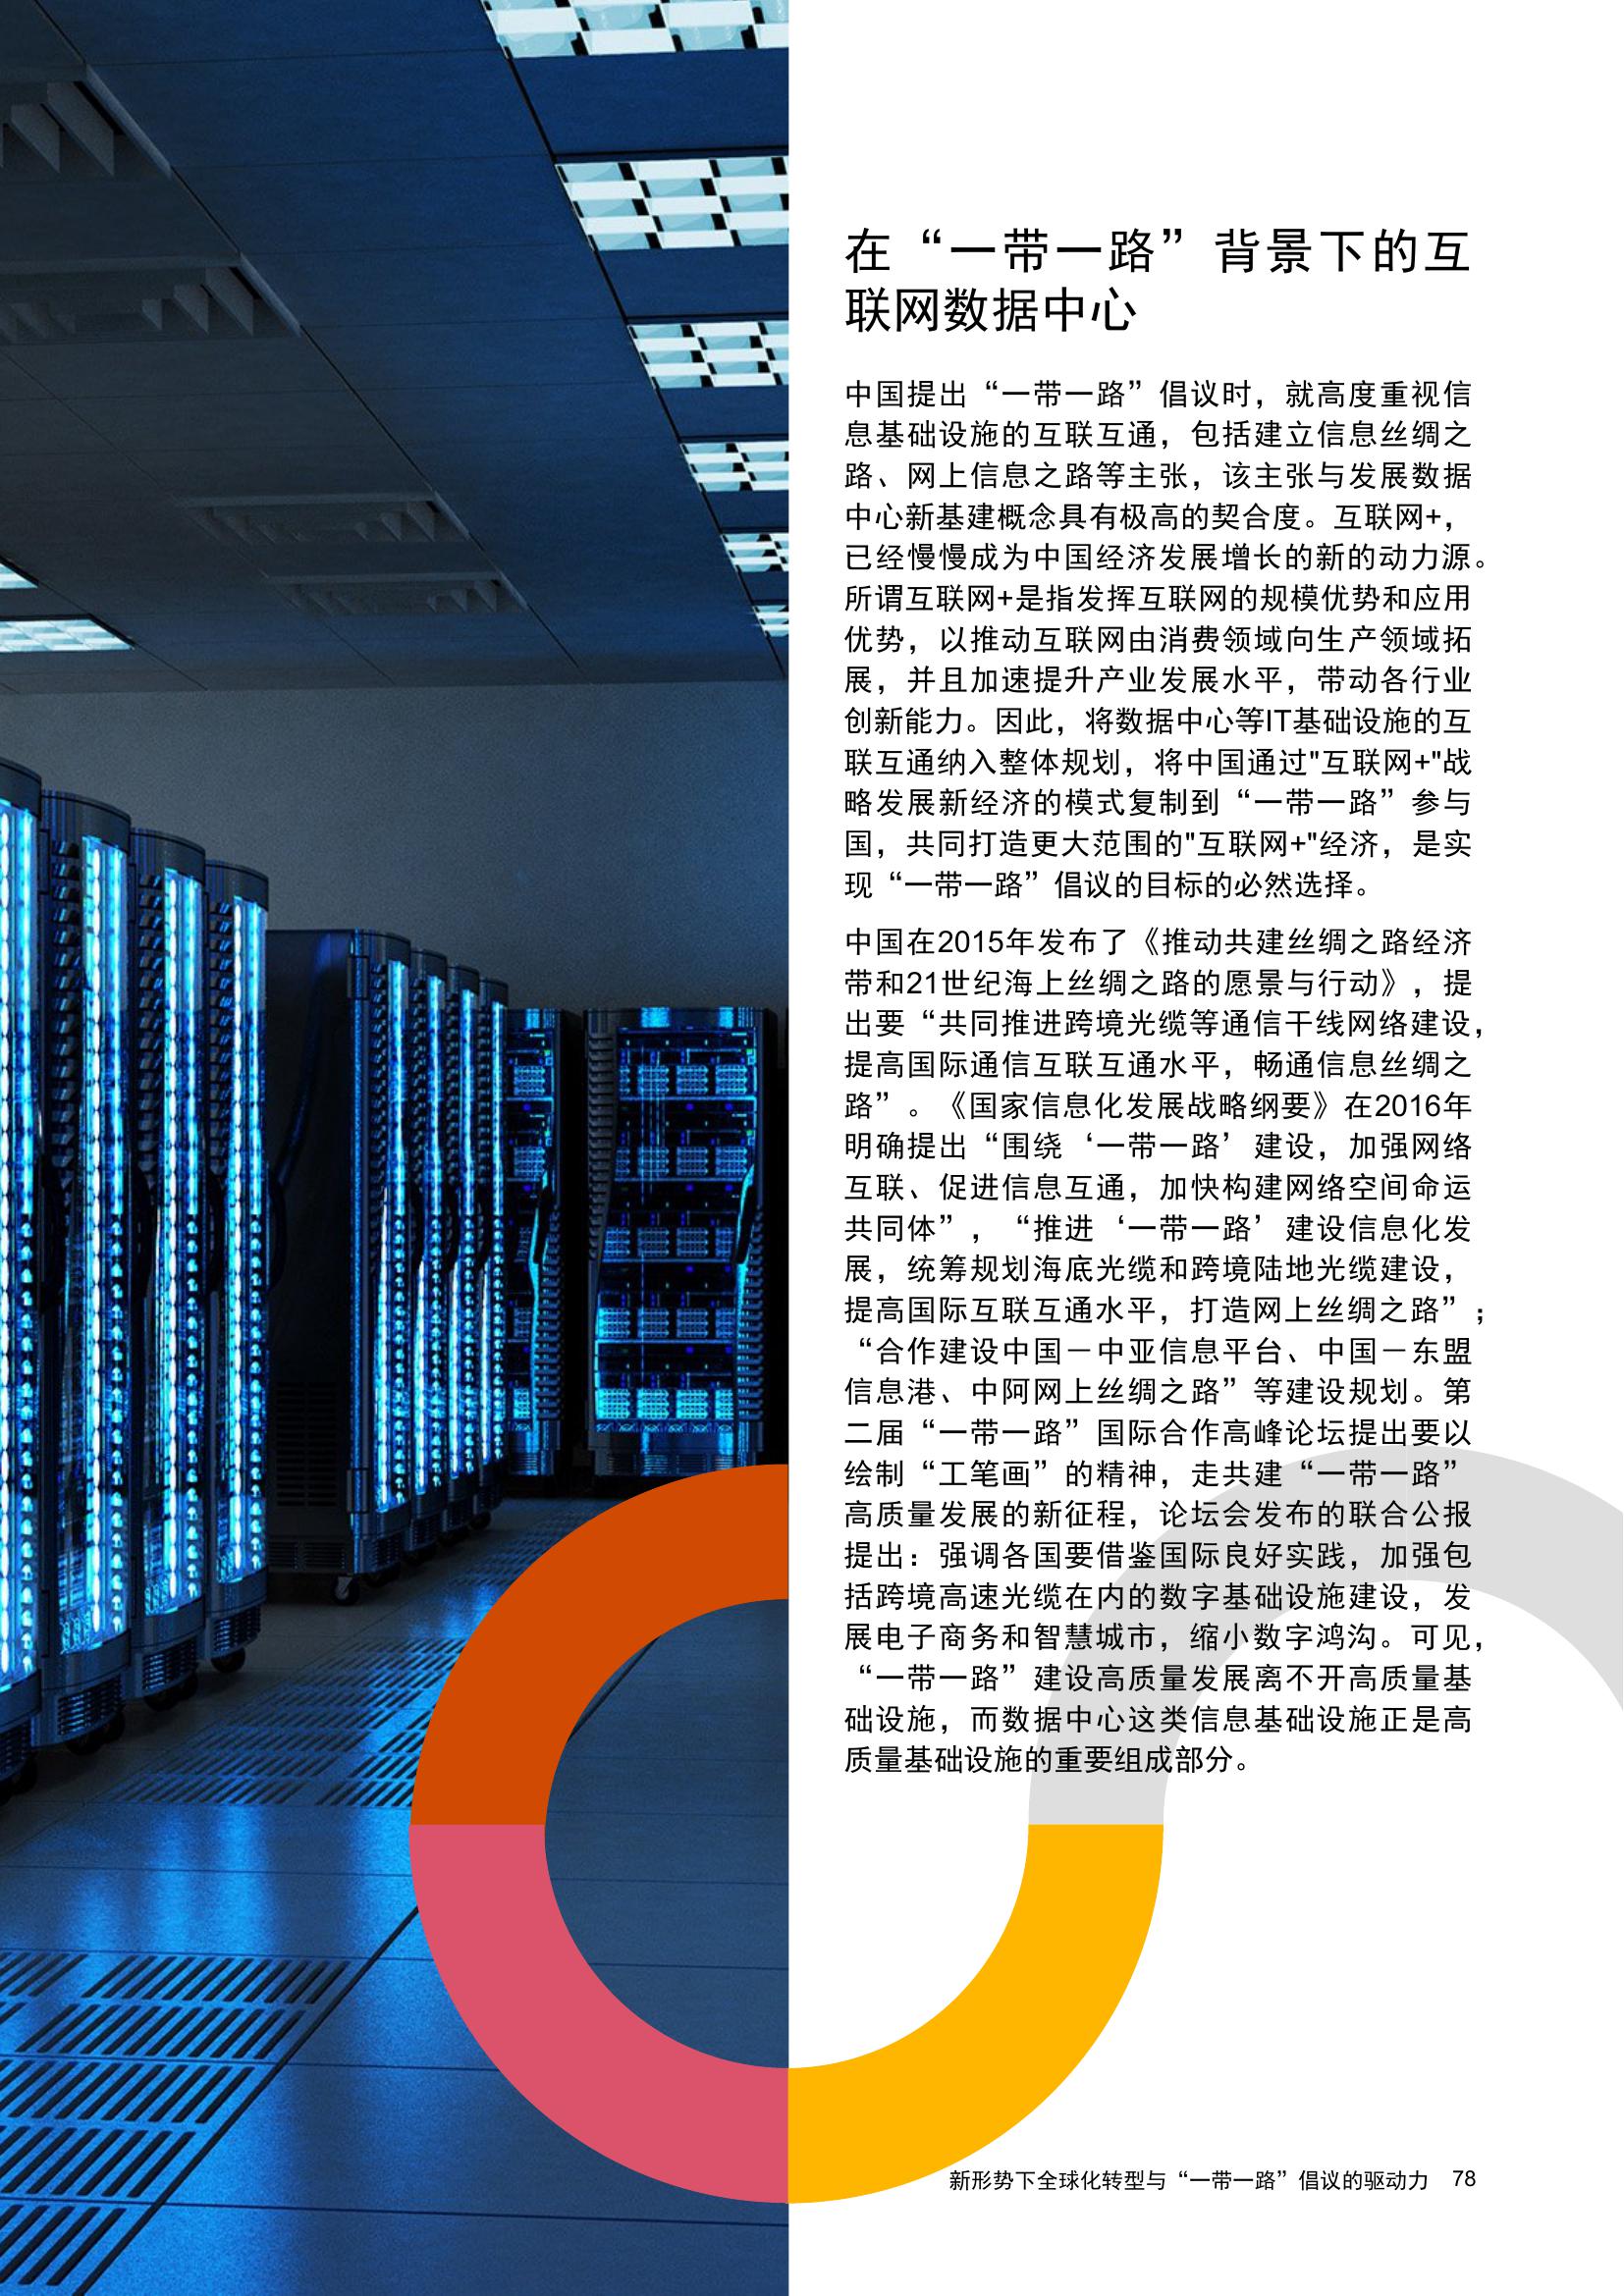 在“一带一路”背景下的互
联网数据中心
中国提出“一带一路”倡议时，就高度重视信
息基础设施的互联互通，包括建立信息丝绸之
路、网上信息之路等主张，该主张与发展数据
中心新基建概念具有极高的契合度。互联网+，
已经慢慢成为中国经济发展增长的新的动力源。
所谓互联网+是指发挥互联网的规模优势和应用
优势，以推动互联网由消费领域向生产领域拓
展，并且加速提升产业发展水平，带动各行业
创新能力。因此，将数据中心等IT基础设施的互
联互通纳入整体规划，将中国通过"互联网+"战
略发展新经济的模式复制到“一带一路”参与
国，共同打造更大范围的"互联网+"经济，是实
现“一带一路”倡议的目标的必然选择。
中国在2015年发布了《推动共建丝绸之路经济
带和21世纪海上丝绸之路的愿景与行动》，提
出要“共同推进跨境光缆等通信干线网络建设，
提高国际通信互联互通水平，畅通信息丝绸之
路”。《国家信息化发展战略纲要》在2016年
明确提出“围绕‘一带一路’建设，加强网络
互联、促进信息互通，加快构建网络空间命运
共同体”，“推进‘一带一路’建设信息化发
展，统筹规划海底光缆和跨境陆地光缆建设，
提高国际互联互通水平，打造网上丝绸之路”；
“合作建设中国－中亚信息平台、中国－东盟
信息港、中阿网上丝绸之路”等建设规划。第
二届“一带一路”国际合作高峰论坛提出要以
绘制“工笔画”的精神，走共建“一带一路”
高质量发展的新征程，论坛会发布的联合公报
提出：强调各国要借鉴国际良好实践，加强包
括跨境高速光缆在内的数字基础设施建设，发
展电子商务和智慧城市，缩小数字鸿沟。可见，
“一带一路”建设高质量发展离不开高质量基
础设施，而数据中心这类信息基础设施正是高
质量基础设施的重要组成部分。
新形势下全球化转型与“一带一路”倡议的驱动力 78